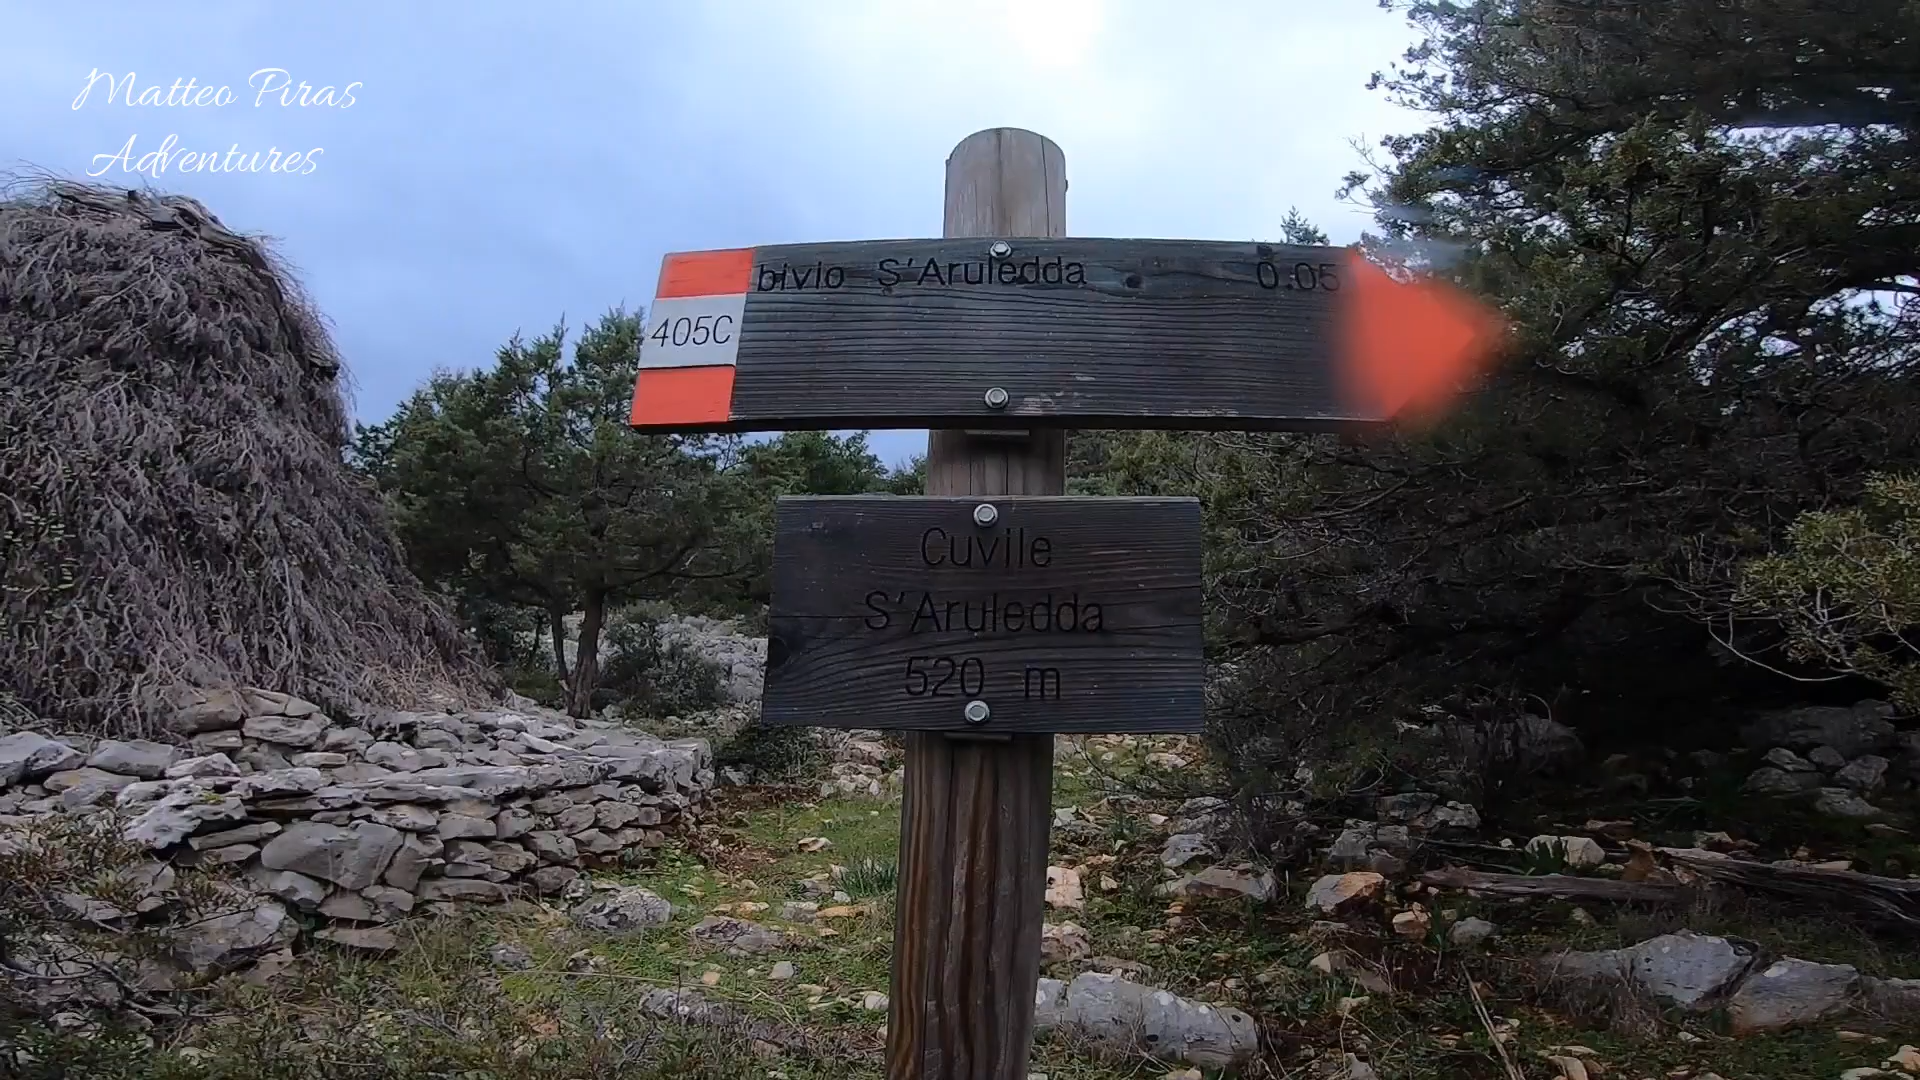 Matteo Piras
Adventures
bivio S'Aruledda 0.05
405C
Cuvile
S'Aruledda
520 m